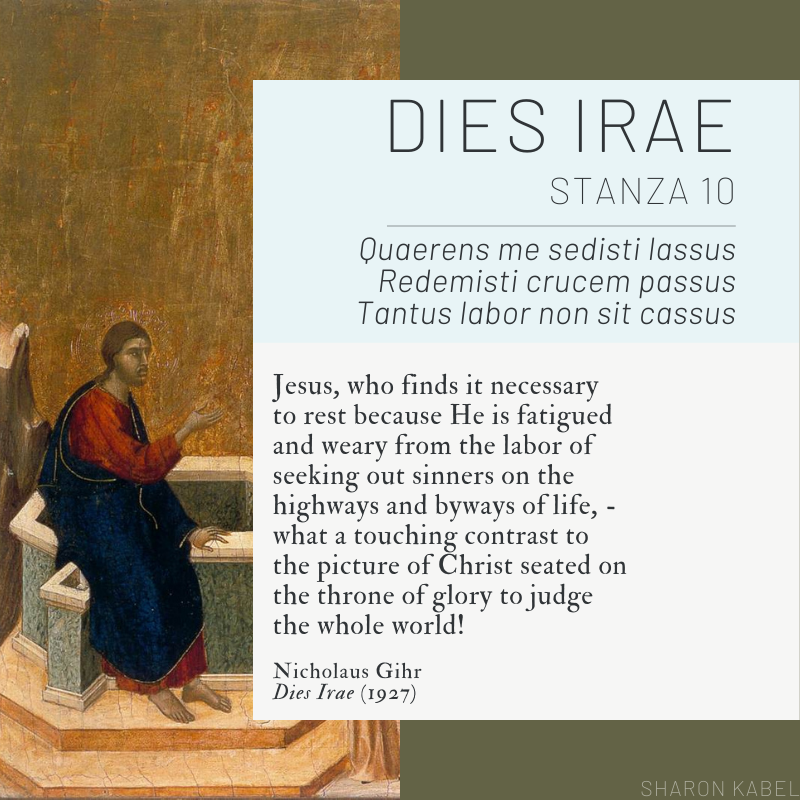 DIES IRAE
STANZA 10
Quaerens me sedisti lassus
Redemisti crucem passus
Tantus labor non sit cassus
Jesus, who finds it necessary
to rest because He is fatigued
and weary from the labor of
seeking out sinners on the
highways and byways of life, -
what a touching contrast to
the picture of Christ seated on
the throne of glory to judge
the whole world!
Nicholaus Gihr
Dies Irae (1927)
SHARON KABEL